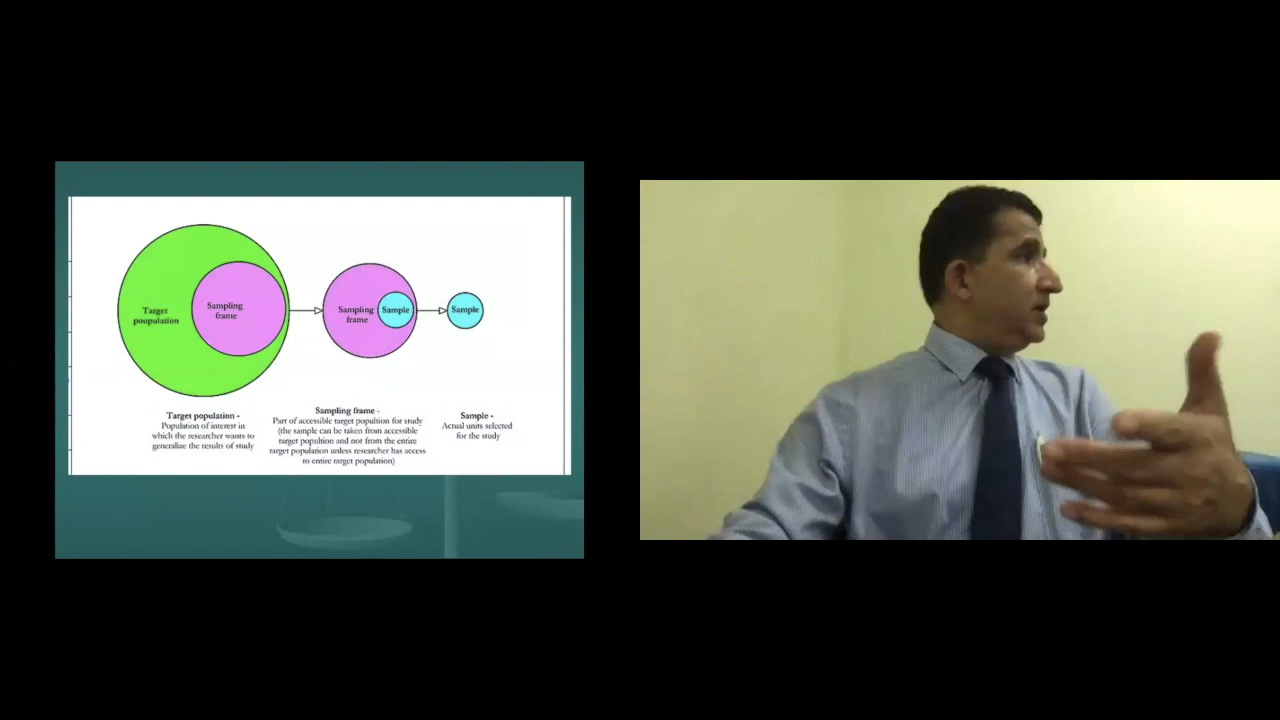 Target
poupulation
Sampling
frame
Sampling
frame
Sample
Sample
Target population -
Population of interest in
which the researcher wants to
generalize the results of study
Sampling frame -
Part of accessible target popultion for study
(the sample can be taken from accessible
target popultion and not from the entire
target population unless researcher has access
to entire target population)
Sample -
Actual units selected
for the study